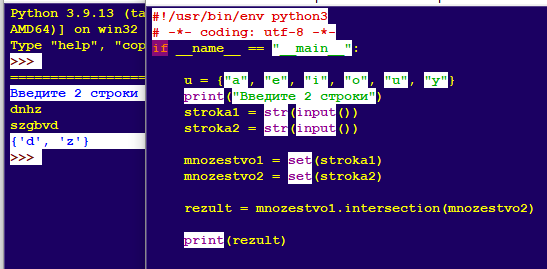 Python 3.9.13 (ta
AMD64)] on win32
Type "help", "cop
>>>
====================
Введите 2 строки
dnhz
szgbvd
{'d', 'z'}
>>>
#!/usr/bin/env python3
# -*- coding: utf-8 -*-
if __name__ == "__main__":
u = {"a", "e", "i", "o", "u", "y"}
print("Введите 2 строки")
stroka1 = str(input())
stroka2 = str(input())
mnozestvo1 = set(stroka1)
mnozestvo2 = set(stroka2)
rezult = mnozestvo1.intersection(mnozestvo2)
print(rezult)